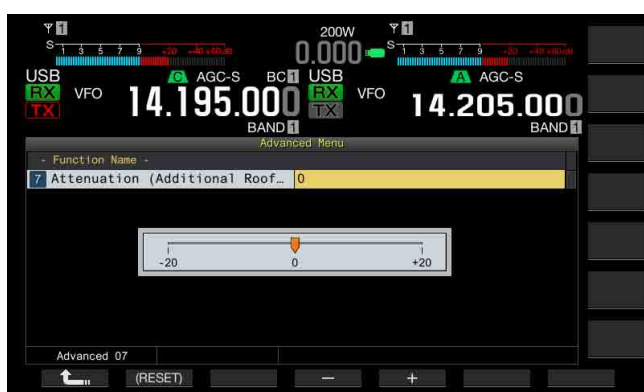 1 200W 1
S 1 3 5 7 9 +20 +40 +60dB 0.000 S 1 3 5 7 9 +20 +40 +60dB
USB C AGC-S BC 1 USB A AGC-S
RX VFO 14.195.000 RX VFO 14.205.000
TX TX
BAND 1 BAND 1
Advanced Menu
- Function Name -
7 Attenuation (Additional Roof… 0
-20 0 +20
Advanced 07
(RESET) − +